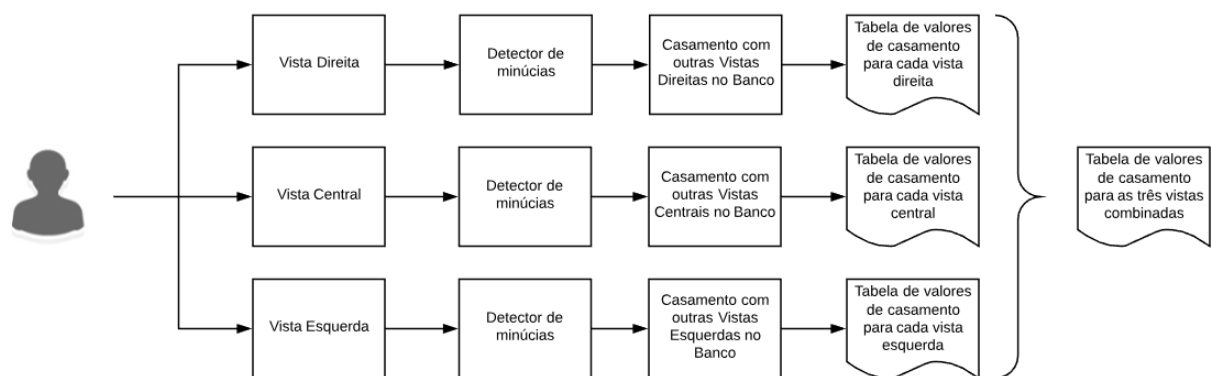 Vista Direita
Detector de
minúcias
Casamento com
outras Vistas
Direitas no Banco
Tabela de valores
de casamento
para cada vista
direita
Vista Central
Detector de
minúcias
Casamento com
outras Vistas
Centrais no Banco
Tabela de valores
de casamento
para cada vista
central
Tabela de valores
de casamento
para as três vistas
combinadas
Vista Esquerda
Detector de
minúcias
Casamento com
outras Vistas
Esquerdas no
Banco
Tabela de valores
de casamento
para cada vista
esquerda